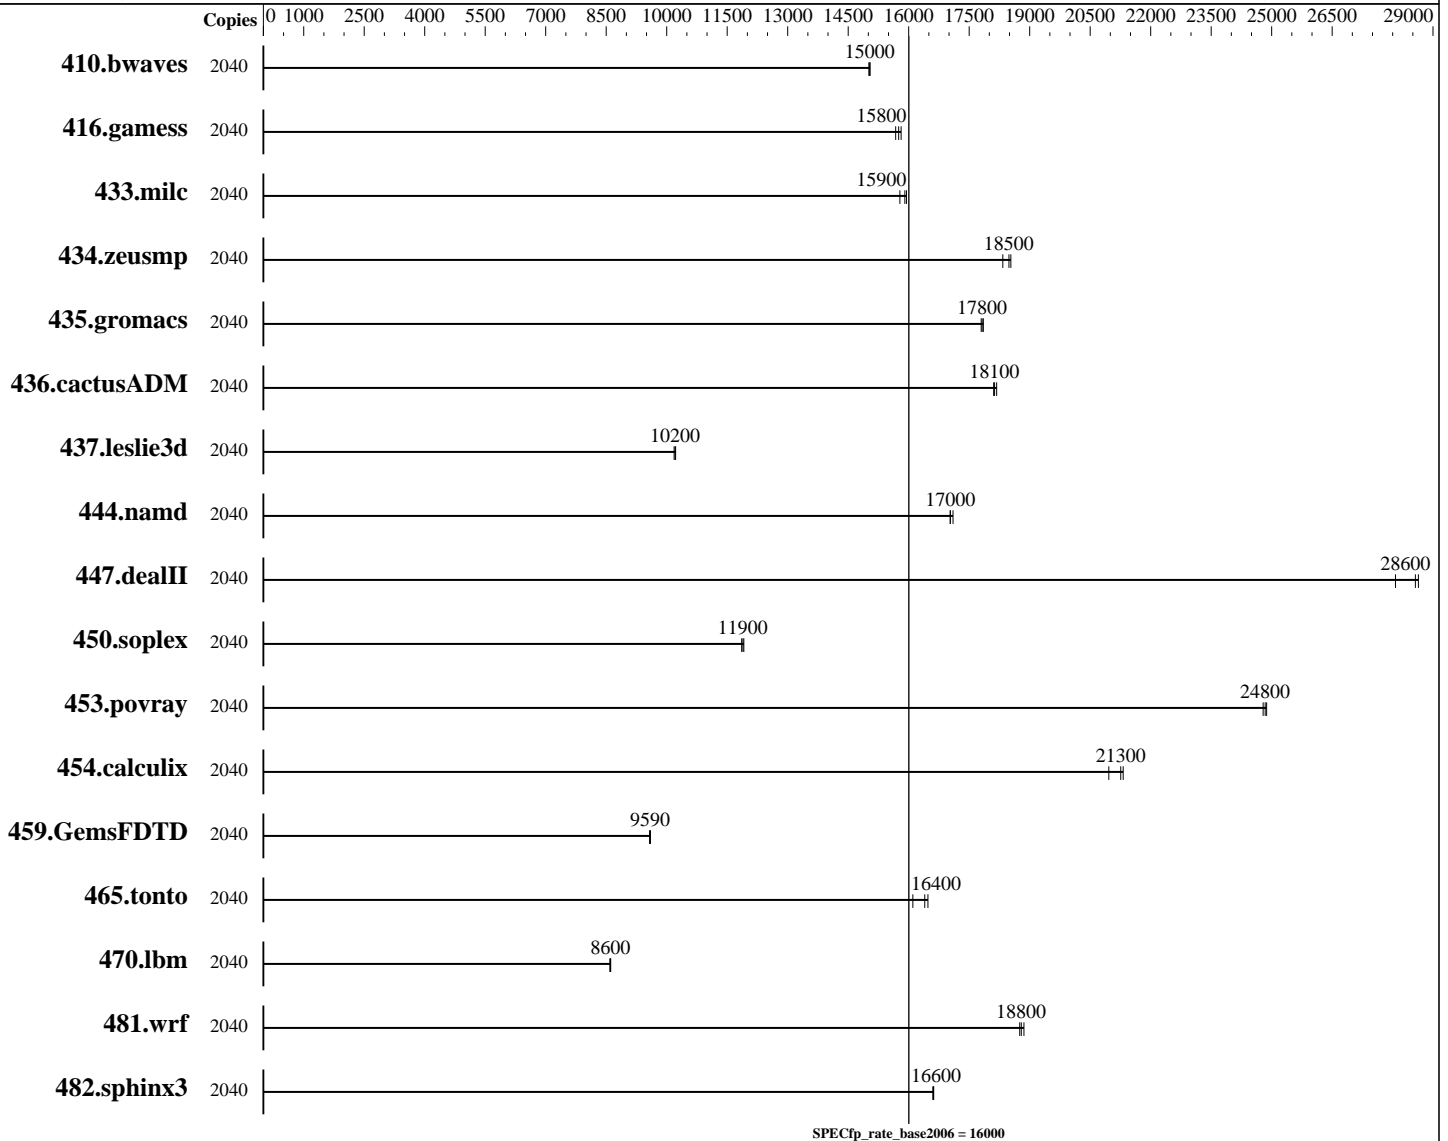 Copies 0 1000 2500 4000 5500 7000 8500 10000 11500 13000 14500 16000 17500 19000 20500 22000 23500 25000 26500 29000
410.bwaves 2040 15000
416.gamess 2040 15800
433.milc 2040 15900
434.zeusmp 2040 18500
435.gromacs 2040 17800
436.cactusADM 2040 18100
437.leslie3d 2040 10200
444.namd 2040 17000
447.dealII 2040 28600
450.soplex 2040 11900
453.povray 2040 24800
454.calculix 2040 21300
459.GemsFDTD 2040 9590
465.tonto 2040 16400
470.lbm 2040 8600
481.wrf 2040 18800
482.sphinx3 2040 16600
SPECfp_rate_base2006 = 16000